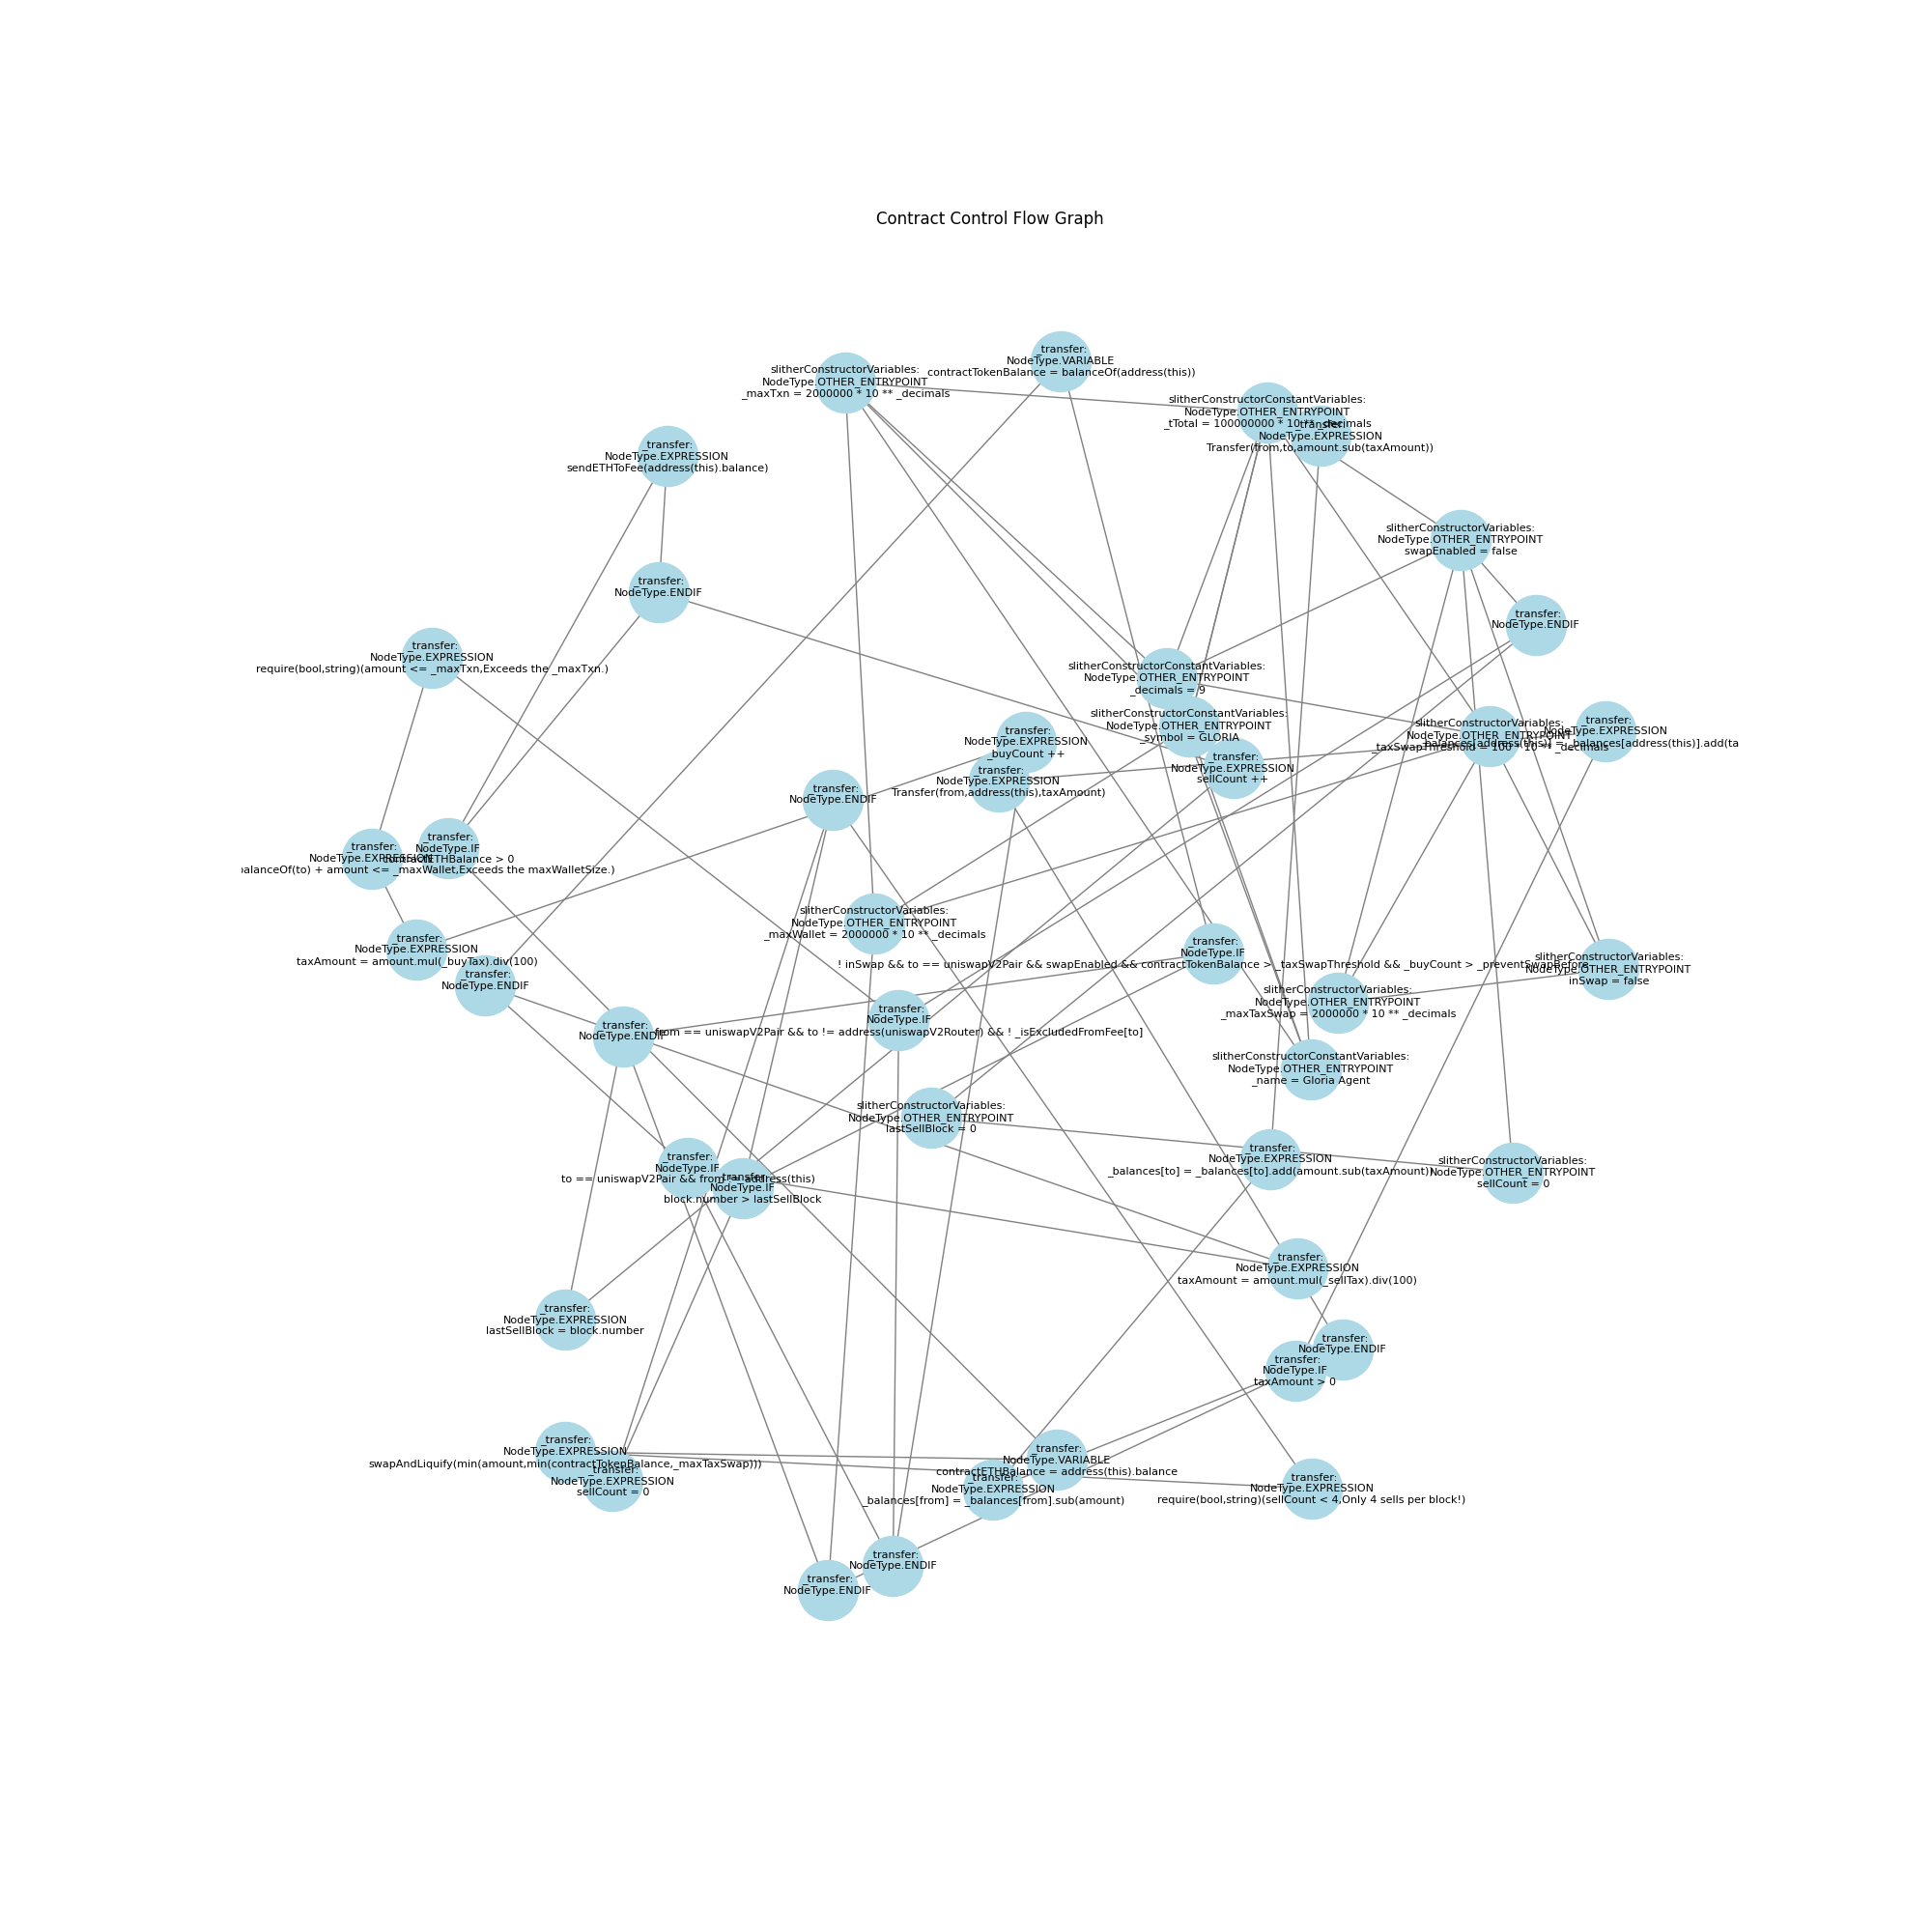 Contract Control Flow Graph
_transfer:
NodeType.VARIABLE
contractTokenBalance = balanceOf(address(this))
slitherConstructorVariables:
NodeType.OTHER_ENTRYPOINT
_maxTxn = 2000000 * 10 ** _decimals
slitherConstructorConstantVariables:
NodeType.OTHER_ENTRYPOINT
_tTotal = 100000000 * 10 ** _decimals
_transfer:
NodeType.EXPRESSION
Transfer(from,to,amount.sub(taxAmount))
_transfer:
NodeType.EXPRESSION
sendETHToFee(address(this).balance)
slitherConstructorVariables:
NodeType.OTHER_ENTRYPOINT
swapEnabled = false
_transfer:
NodeType.ENDIF
_transfer:
NodeType.ENDIF
_transfer:
NodeType.EXPRESSION
require(bool,string)(amount <= _maxTxn,Exceeds the _maxTxn.)
slitherConstructorConstantVariables:
NodeType.OTHER_ENTRYPOINT
_decimals = 9
slitherConstructorConstantVariables:
NodeType.OTHER_ENTRYPOINT
_symbol = GLORIA
slitherConstructorVariables:
NodeType.OTHER_ENTRYPOINT
_taxSwapThreshold = 100 * 10 ** _decimals
_transfer:
NodeType.EXPRESSION
_balances[address(this)] = _balances[address(this)].add(ta
_transfer:
NodeType.EXPRESSION
_buyCount ++
_transfer:
NodeType.EXPRESSION
sellCount ++
_transfer:
NodeType.EXPRESSION
Transfer(from,address(this),taxAmount)
_transfer:
NodeType.ENDIF
_transfer:
NodeType.IF
contractETHBalance > 0
_transfer:
NodeType.EXPRESSION
balanceOf(to) + amount <= _maxWallet,Exceeds the maxWalletSize.)
slitherConstructorVariables:
NodeType.OTHER_ENTRYPOINT
_maxWallet = 2000000 * 10 ** _decimals
_transfer:
NodeType.EXPRESSION
taxAmount = amount.mul(_buyTax).div(100)
_transfer:
NodeType.IF
! inSwap && to == uniswapV2Pair && swapEnabled && contractTokenBalance > _taxSwapThreshold && _buyCount > _preventSwapBefore
slitherConstructorVariables:
NodeType.OTHER_ENTRYPOINT
inSwap = false
_transfer:
NodeType.ENDIF
slitherConstructorVariables:
NodeType.OTHER_ENTRYPOINT
_maxTaxSwap = 2000000 * 10 ** _decimals
_transfer:
NodeType.IF
from == uniswapV2Pair && to != address(uniswapV2Router) && ! _isExcludedFromFee[to]
_transfer:
NodeType.ENDIF
slitherConstructorConstantVariables:
NodeType.OTHER_ENTRYPOINT
_name = Gloria Agent
slitherConstructorVariables:
NodeType.OTHER_ENTRYPOINT
lastSellBlock = 0
_transfer:
NodeType.EXPRESSION
_balances[to] = _balances[to].add(amount.sub(taxAmount))
slitherConstructorVariables:
NodeType.OTHER_ENTRYPOINT
sellCount = 0
_transfer:
NodeType.IF
to == uniswapV2Pair && from != address(this)
_transfer:
NodeType.IF
block.number > lastSellBlock
_transfer:
NodeType.EXPRESSION
taxAmount = amount.mul(_sellTax).div(100)
_transfer:
NodeType.EXPRESSION
lastSellBlock = block.number
_transfer:
NodeType.ENDIF
_transfer:
NodeType.IF
taxAmount > 0
_transfer:
NodeType.EXPRESSION
swapAndLiquify(min(amount,min(contractTokenBalance,_maxTaxSwap)))
_transfer:
NodeType.EXPRESSION
sellCount = 0
_transfer:
NodeType.VARIABLE
contractETHBalance = address(this).balance
_transfer:
NodeType.EXPRESSION
_balances[from] = _balances[from].sub(amount)
_transfer:
NodeType.EXPRESSION
require(bool,string)(sellCount < 4,Only 4 sells per block!)
_transfer:
NodeType.ENDIF
_transfer:
NodeType.ENDIF